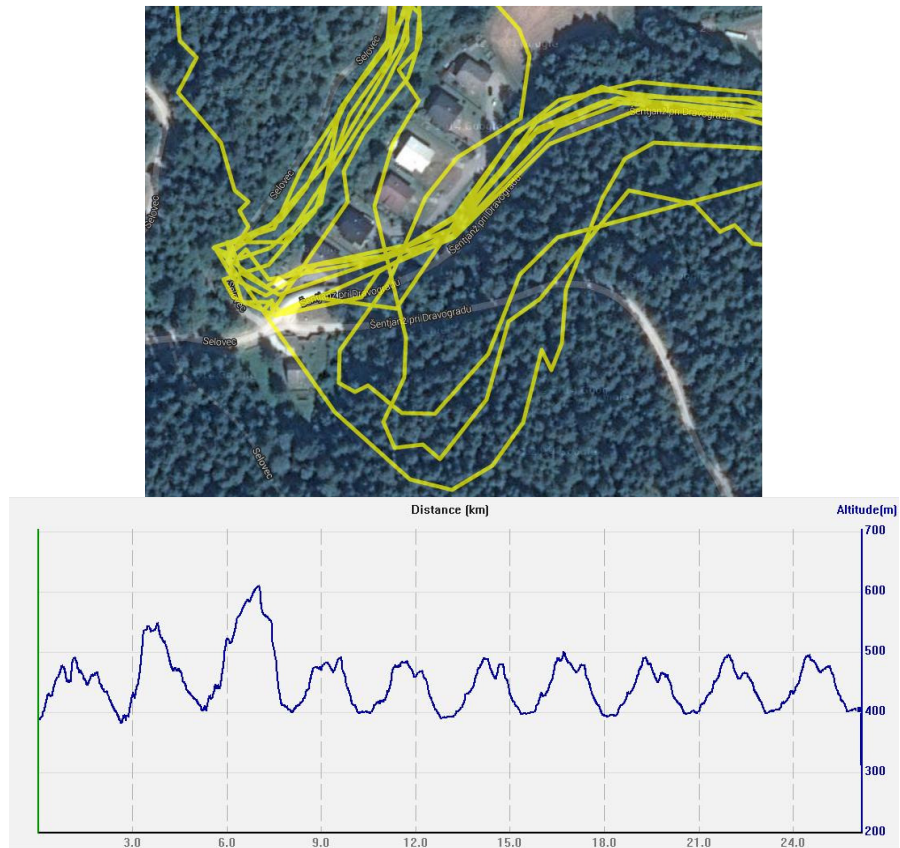 Selovec
Šentjanž pri Dravogradu
Selovec
Selovec
Šentjanž pri Dravogradu
Šentjanž pri Dravogradu
Šentjanž pri Dravogradu
Selovec
Selovec
Distance (km)
Altitude(m)
700
600
500
400
300
200
3.0
6.0
9.0
12.0
15.0
18.0
21.0
24.0